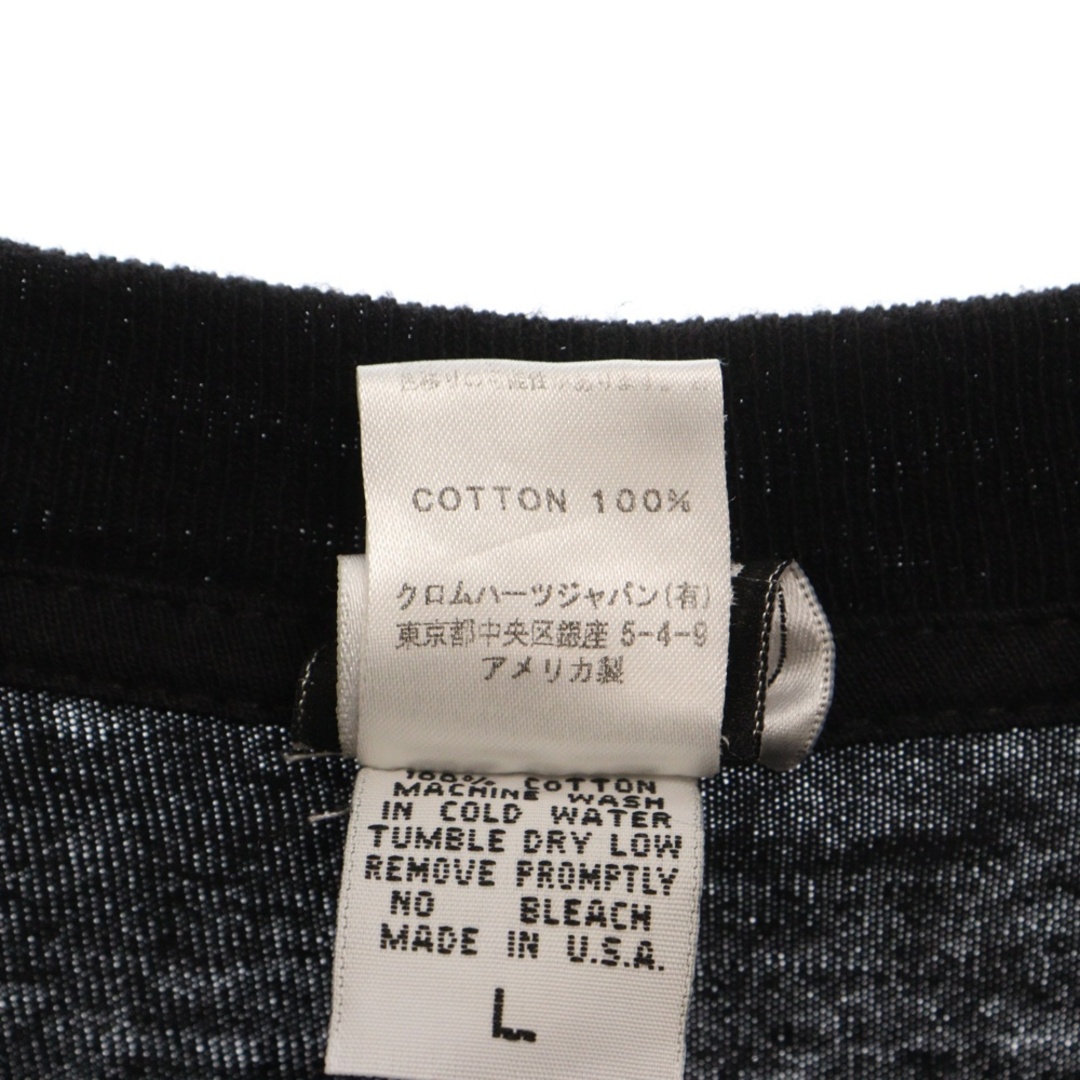 COTTON 100%
クロムハーツジャパン(有)
東京都中央区銀座 5-4-9
アメリカ製
100% COTTON
MACHINE WASH
IN COLD WATER
TUMBLE DRY LOW
REMOVE PROMPTLY
NO BLEACH
MADE IN U.S.A.
L